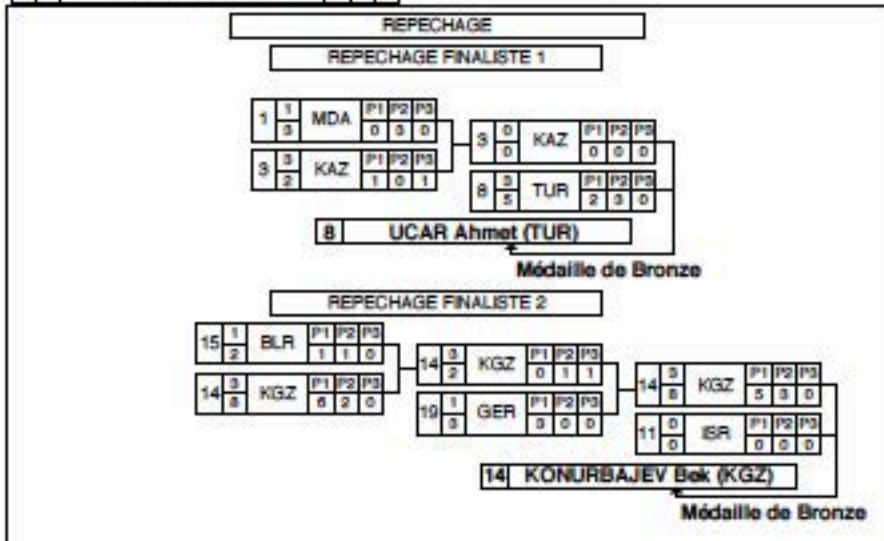 REPECHAGE
REPECHAGE FINALISTE 1
1 1 3 MDA P1 P2 P3 0 3 0
3 3 2 KAZ P1 P2 P3 1 0 1
3 0 0 KAZ P1 P2 P3 0 0 0
8 3 5 TUR P1 P2 P3 2 3 0
8 UCAR Ahmet (TUR)
Médaille de Bronze
REPECHAGE FINALISTE 2
15 1 2 BLR P1 P2 P3 1 1 0
14 3 8 KGZ P1 P2 P3 6 2 0
14 3 2 KGZ P1 P2 P3 0 1 1
19 1 3 GER P1 P2 P3 3 0 0
14 3 8 KGZ P1 P2 P3 5 3 0
11 0 0 ISR P1 P2 P3 0 0 0
14 KONURBAJEV Bek (KGZ)
Médaille de Bronze